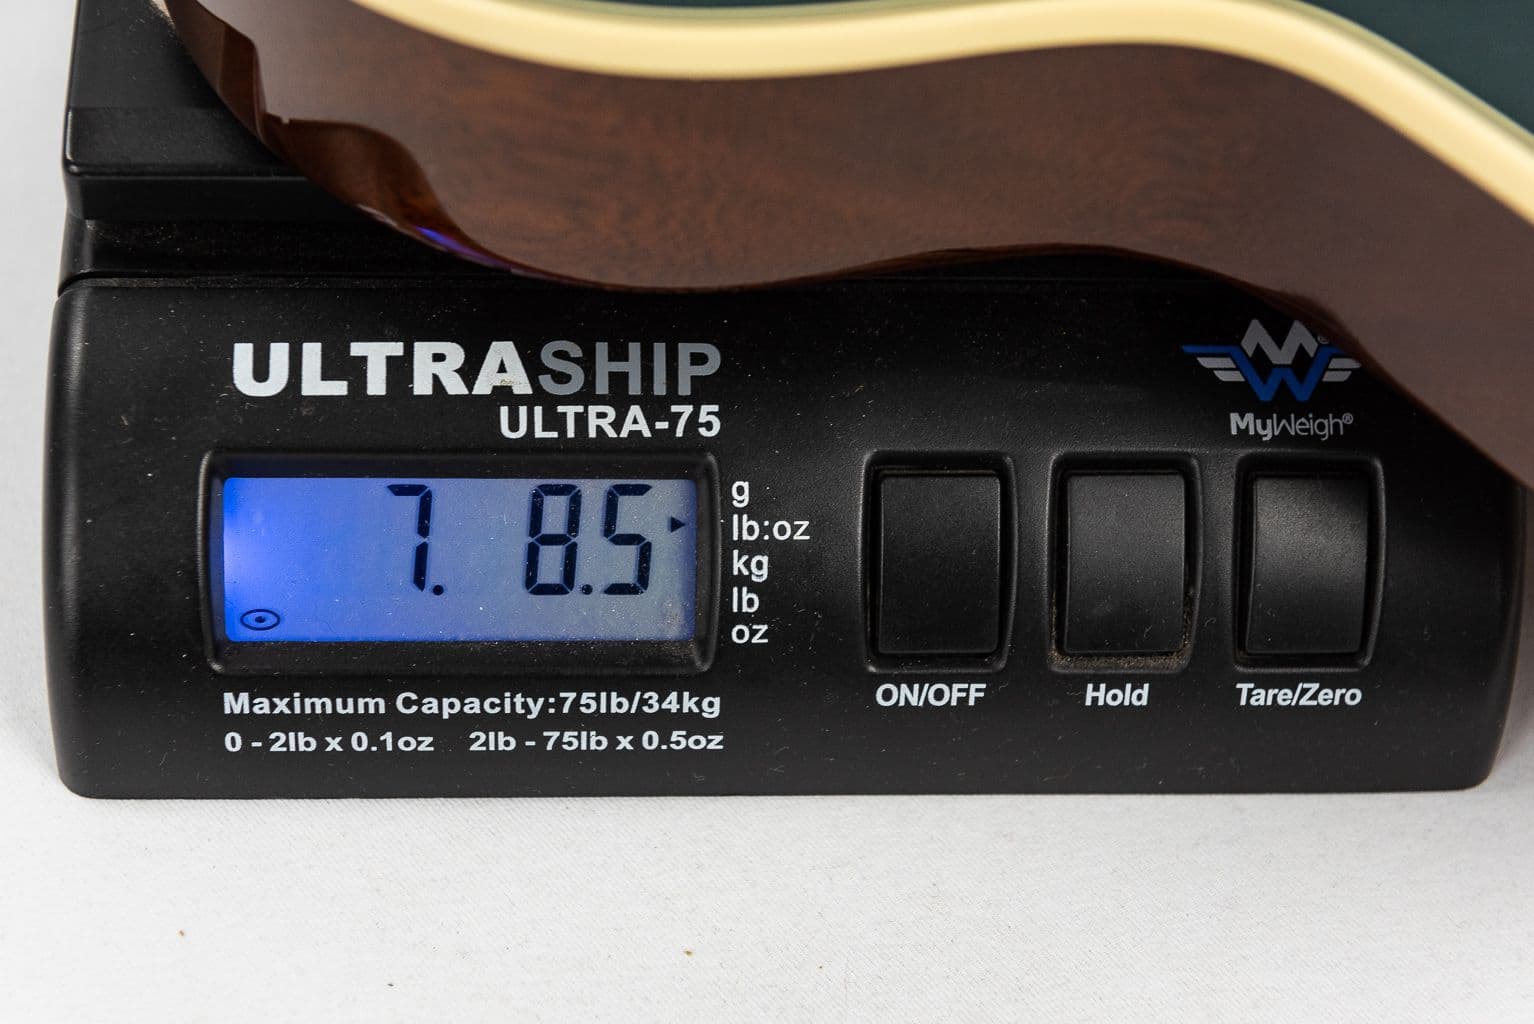 ULTRASHIP
ULTRA-75
MyWeigh®
7. 8.5
g
lb:oz
kg
lb
oz
Maximum Capacity:75lb/34kg
0 - 2lb x 0.1oz 2lb - 75lb x 0.5oz
ON/OFF
Hold
Tare/Zero